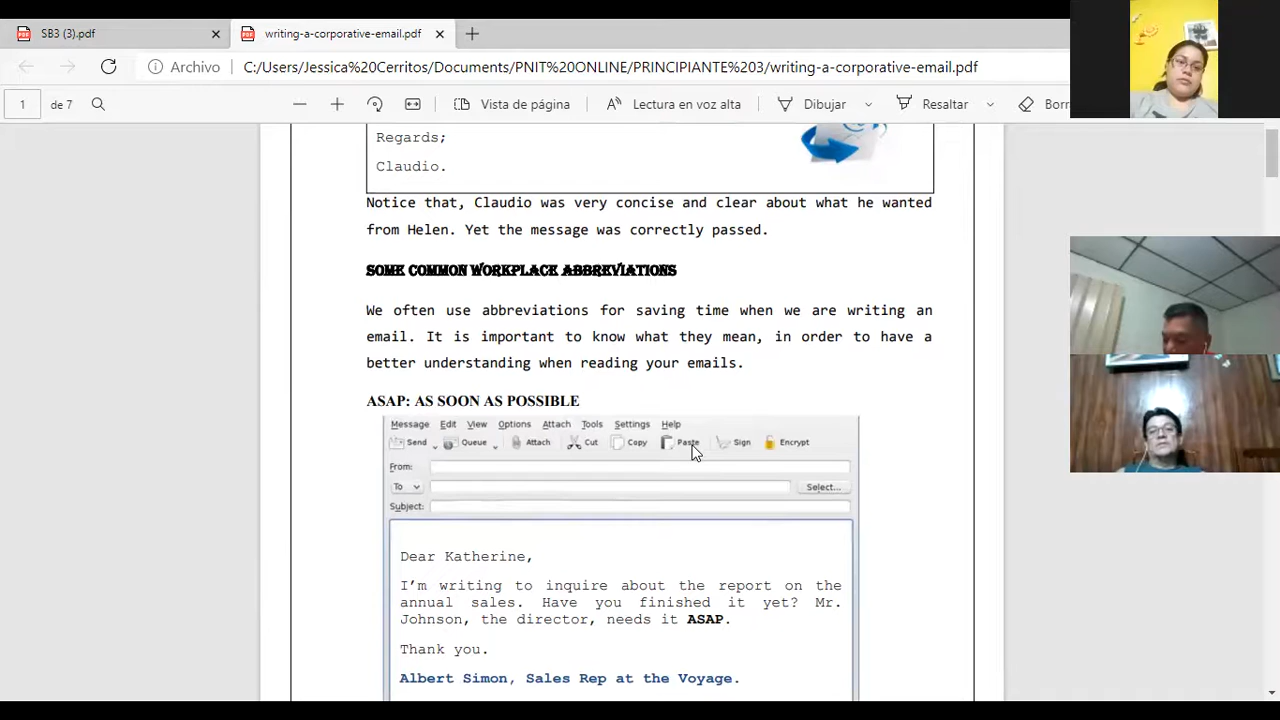 SB3 (3).pdf
writing-a-corporative-email.pdf
Archivo
C:/Users/Jessica%20Cerritos/Documents/PNIT%20ONLINE/PRINCIPIANTE%203/writing-a-corporative-email.pdf
1 de 7
Vista de página
Lectura en voz alta
Dibujar
Resaltar
Borr
Regards;
Claudio.
Notice that, Claudio was very concise and clear about what he wanted
from Helen. Yet the message was correctly passed.
SOME COMMON WORKPLACE ABBREVIATIONS
We often use abbreviations for saving time when we are writing an
email. It is important to know what they mean, in order to have a
better understanding when reading your emails.
ASAP: AS SOON AS POSSIBLE
Message Edit View Options Attach Tools Settings Help
Send Queue Attach Cut Copy Paste Sign Encrypt
From:
To Select...
Subject:
Dear Katherine,
I'm writing to inquire about the report on the
annual sales. Have you finished it yet? Mr.
Johnson, the director, needs it ASAP.
Thank you.
Albert Simon, Sales Rep at the Voyage.